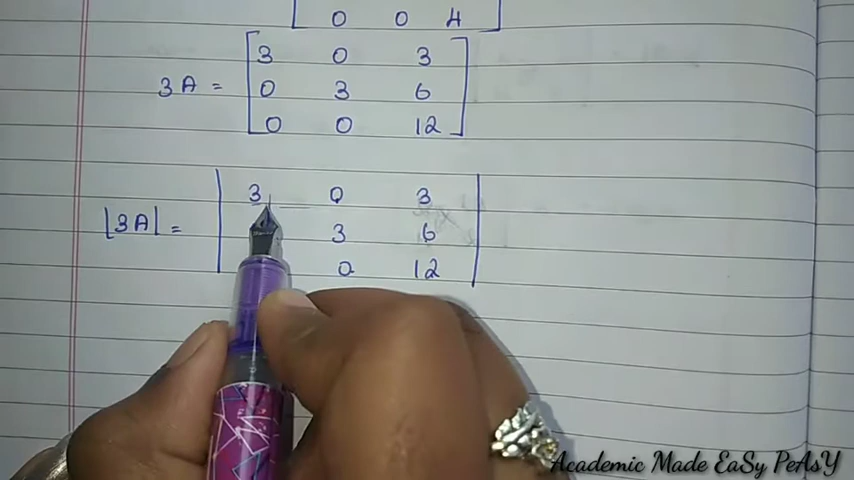 0 0 4
3 0 3
3A = 0 3 6
0 0 12
3 0 3
|3A| = 3 6
0 12
Academic Made EaSy PeAsY